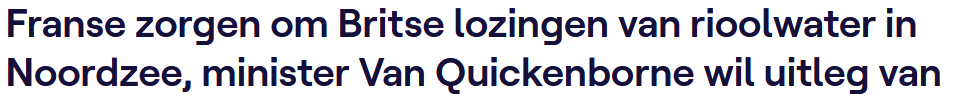 Franse zorgen om Britse lozingen van rioolwater in
Noordzee, minister Van Quickenborne wil uitleg van